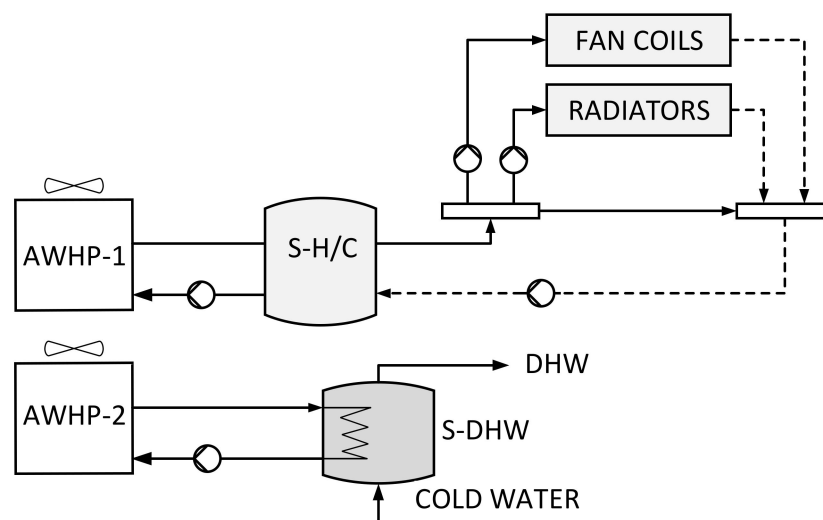 FAN COILS
RADIATORS
AWHP-1
S-H/C
AWHP-2
DHW
S-DHW
COLD WATER